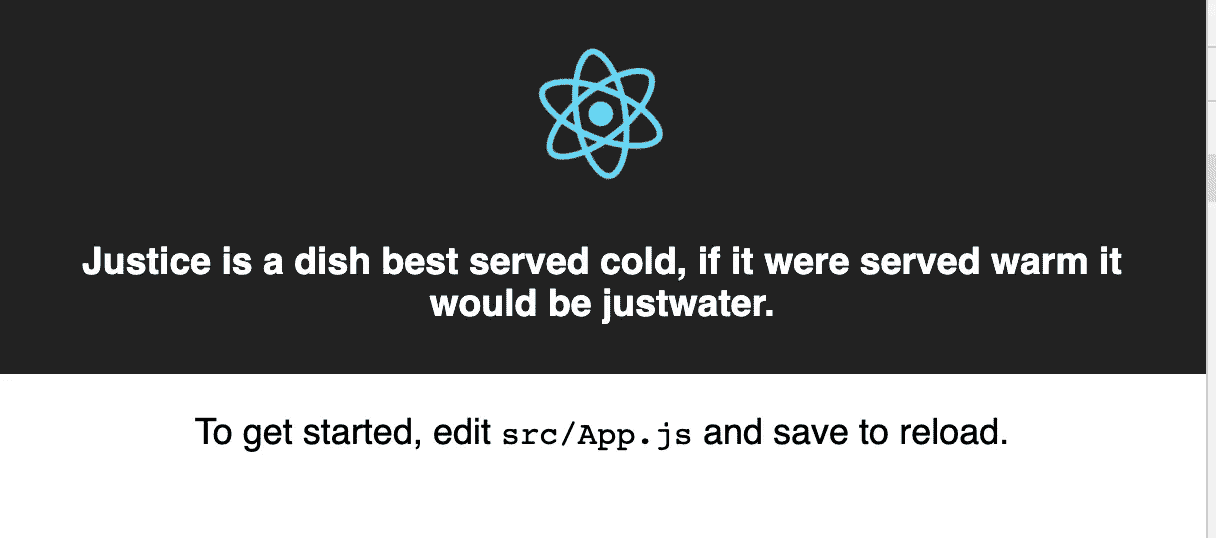 Justice is a dish best served cold, if it were served warm it
would be justwater.
To get started, edit src/App.js and save to reload.